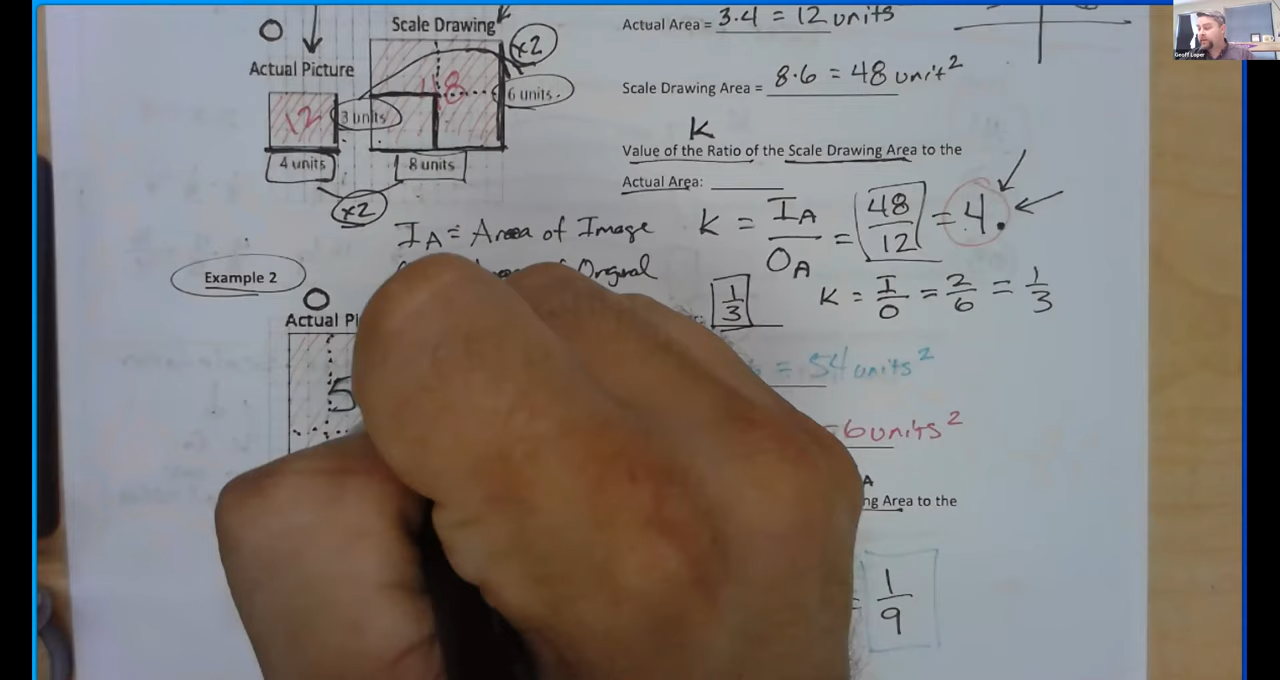 Actual Area = 3·4 = 12 units
O
Scale Drawing
x2
Actual Picture
8·6 = 48 unit²
Scale Drawing Area =
12
3 units
48
6 units
K
Value of the Ratio of the Scale Drawing Area to the
4 units
8 units
Actual Area:
x2
K = I_A / O_A = 48/12 = 4.
I_A = Area of Image
Orginal
Example 2
1/3
K = I/O = 2/6 = 1/3
O
Actual
= 54 units²
5
= 6 units²
A
Area to the
= 1/9
Geoff Loper